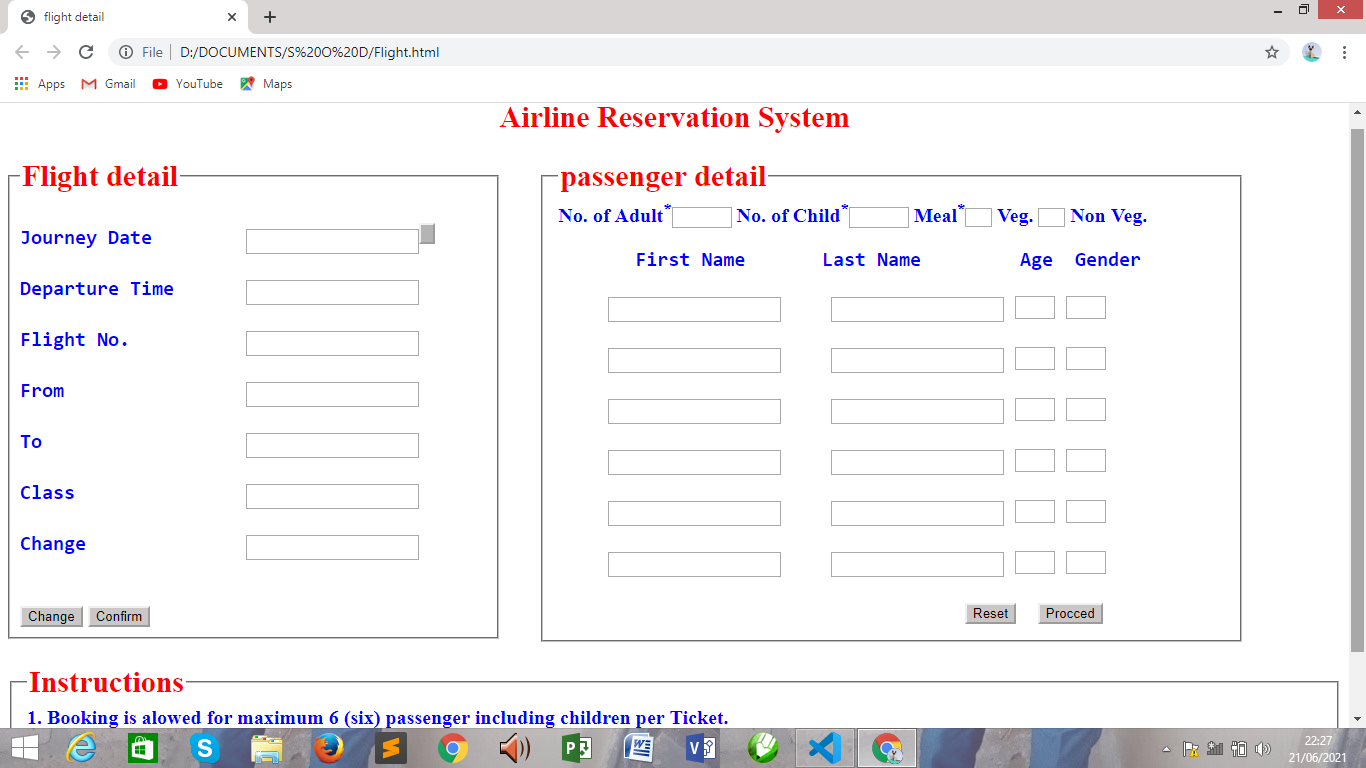 flight detail
File D:/DOCUMENTS/S%20O%20D/Flight.html
Apps Gmail YouTube Maps
Airline Reservation System
Flight detail
Journey Date
Departure Time
Flight No.
From
To
Class
Change
Change Confirm
passenger detail
No. of Adult* No. of Child* Meal* Veg. Non Veg.
First Name Last Name Age Gender
Reset Procced
Instructions
1. Booking is alowed for maximum 6 (six) passenger including children per Ticket.
22:27
21/06/2021